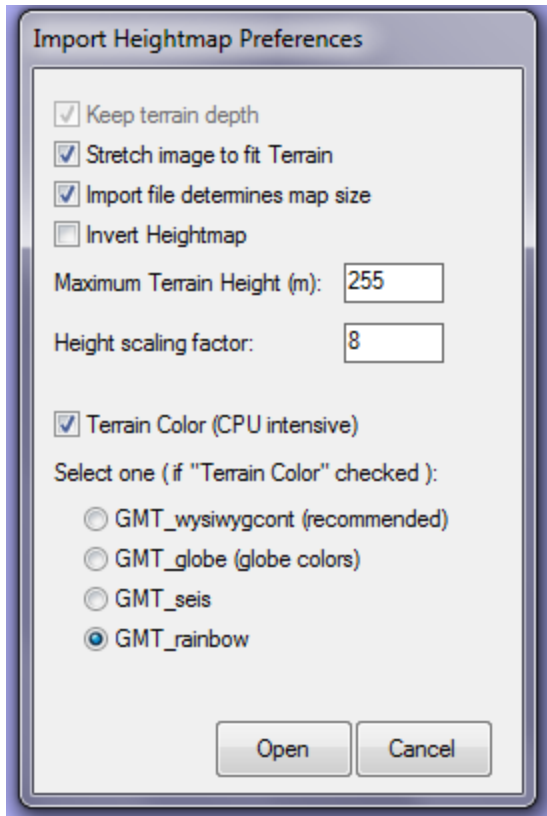 Import Heightmap Preferences
Keep terrain depth
Stretch image to fit Terrain
Import file determines map size
Invert Heightmap
Maximum Terrain Height (m): 255
Height scaling factor: 8
Terrain Color (CPU intensive)
Select one ( if "Terrain Color" checked ):
GMT_wysiwygcont (recommended)
GMT_globe (globe colors)
GMT_seis
GMT_rainbow
Open Cancel